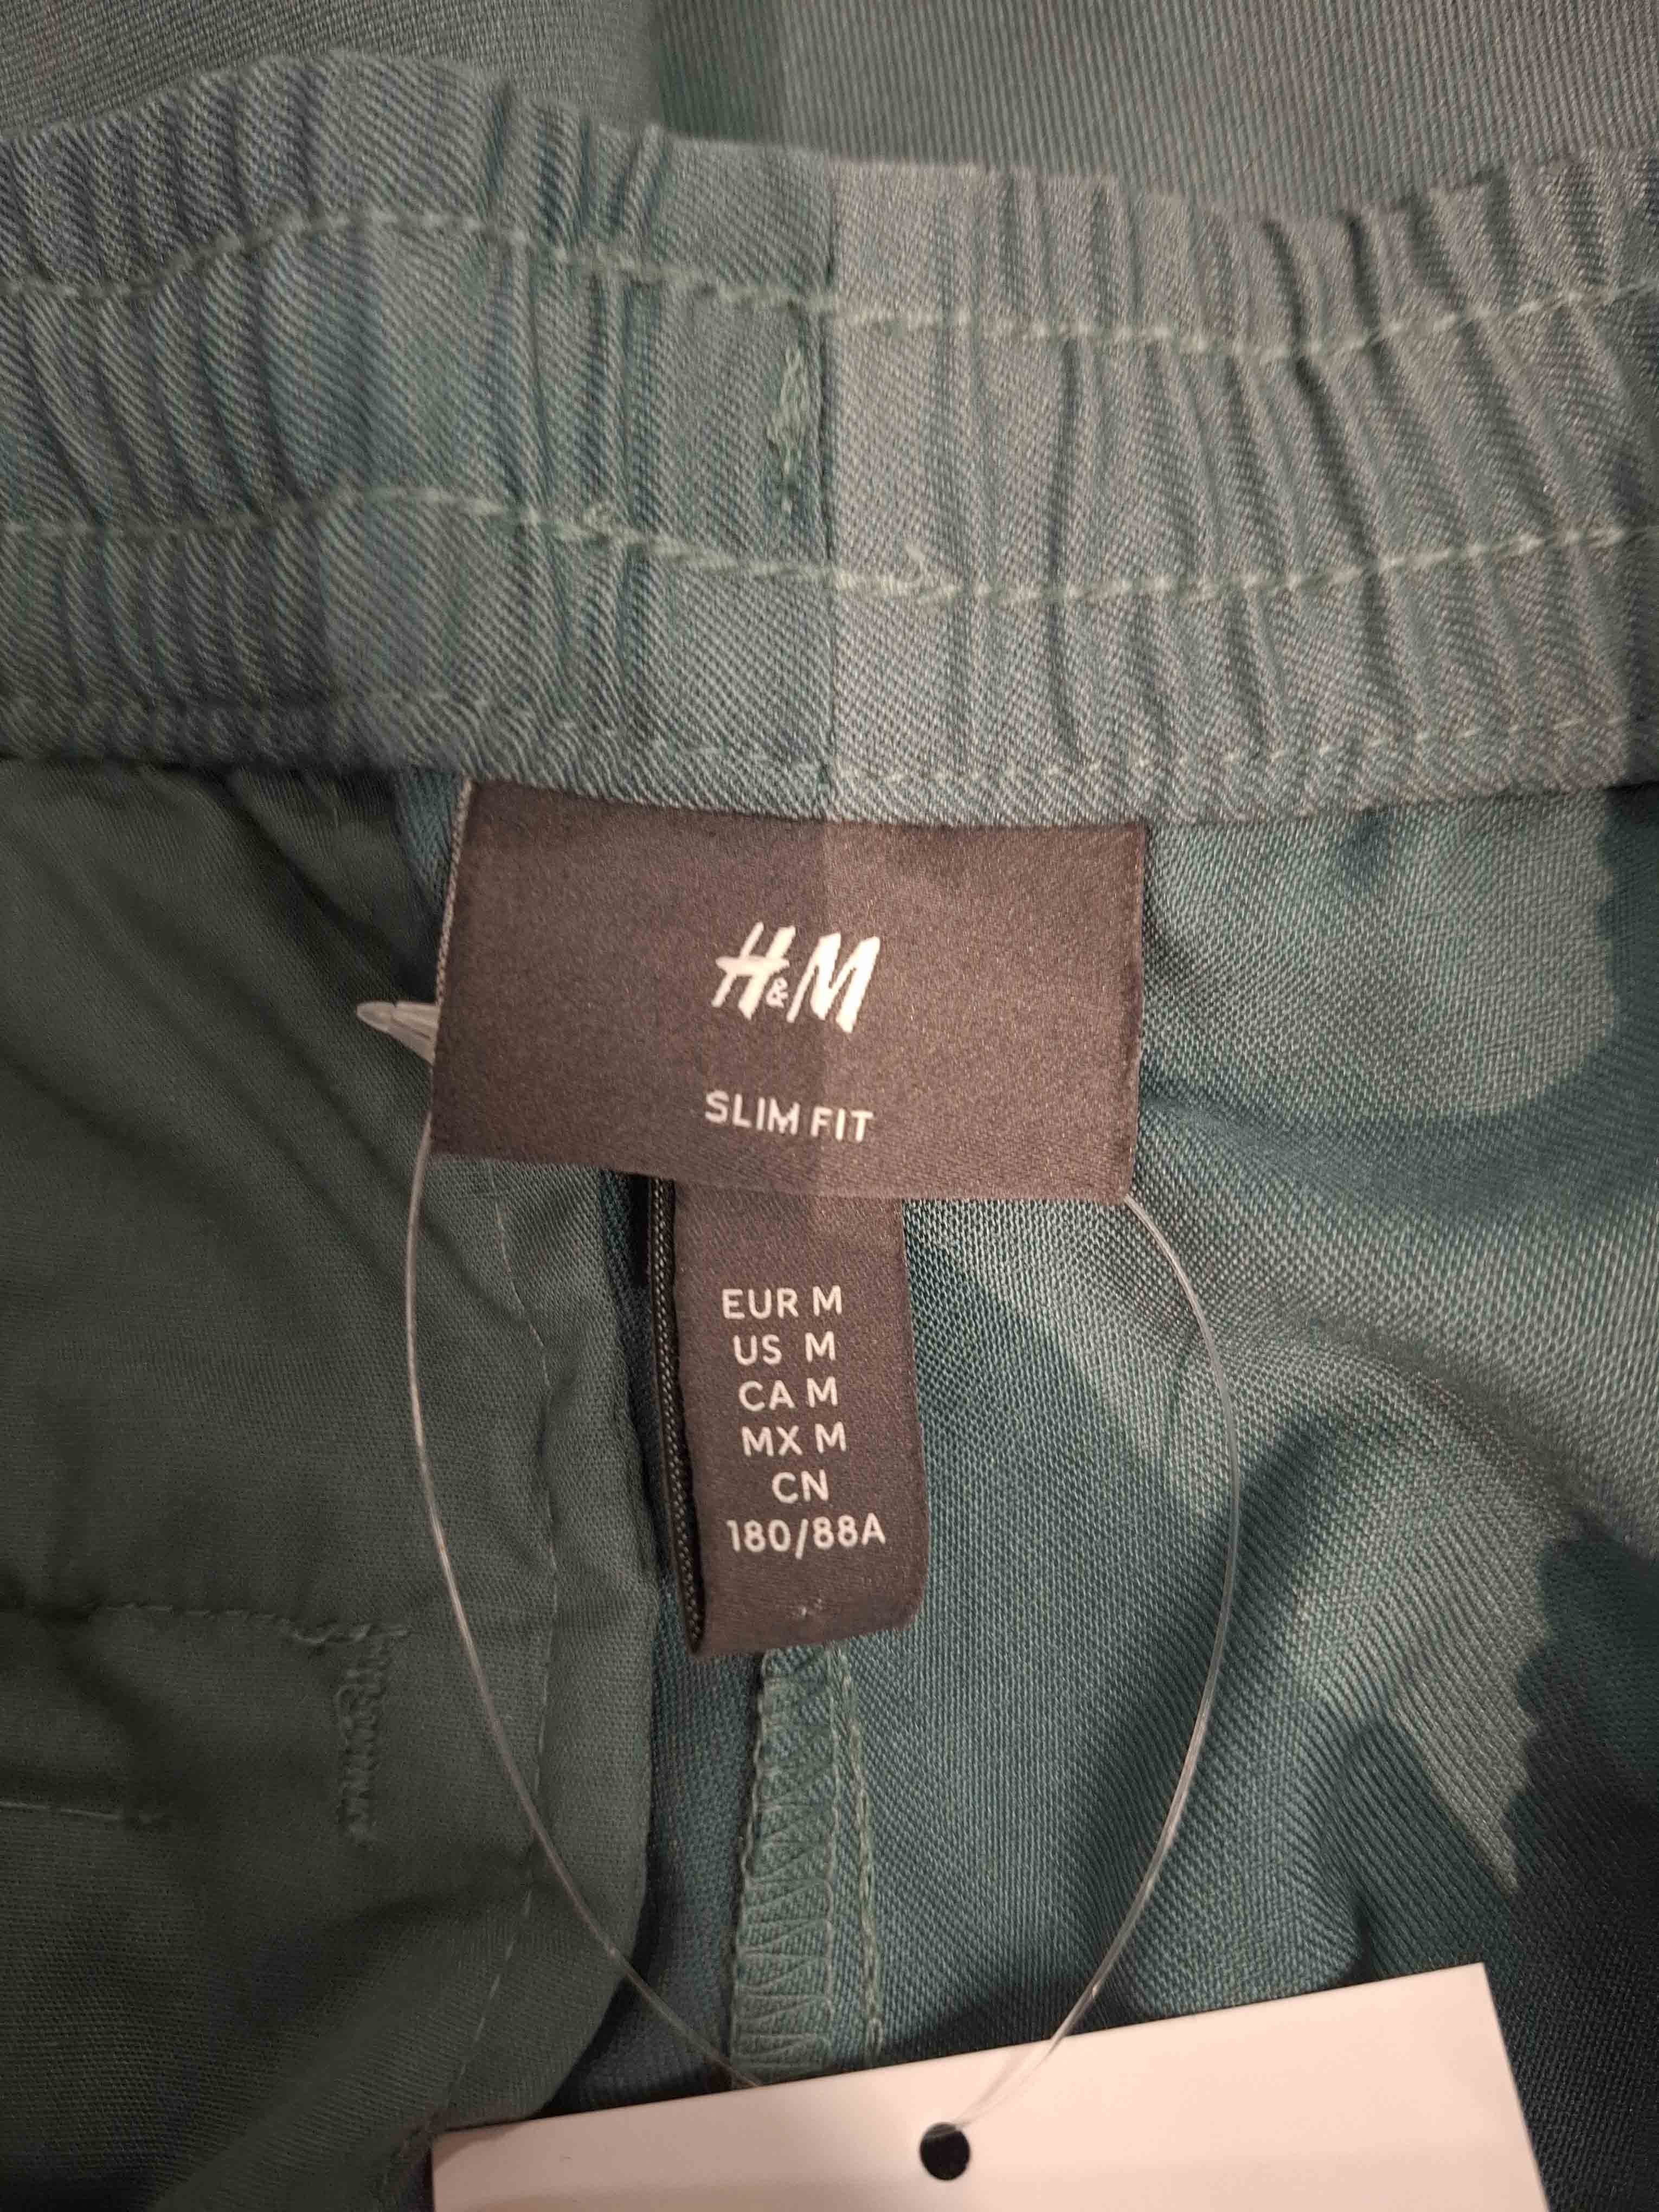 H&M
SLIM FIT
EUR M
US M
CA M
MX M
CN
180/88A